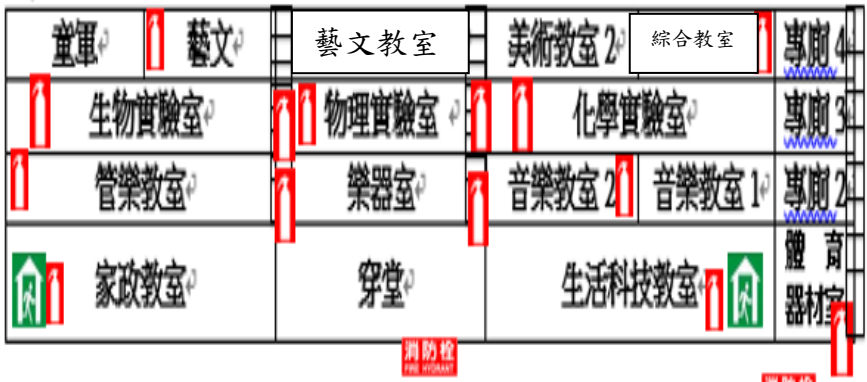 童軍 藝文 藝文教室 美術教室 2 綜合教室 專廁 4
生物實驗室 物理實驗室 化學實驗室 專廁 3
管樂教室 樂器室 音樂教室 2 音樂教室 1 專廁 2
家政教室 穿堂 生活科技教室 體育
器材室
消防栓
FIRE HYDRANT
消防栓